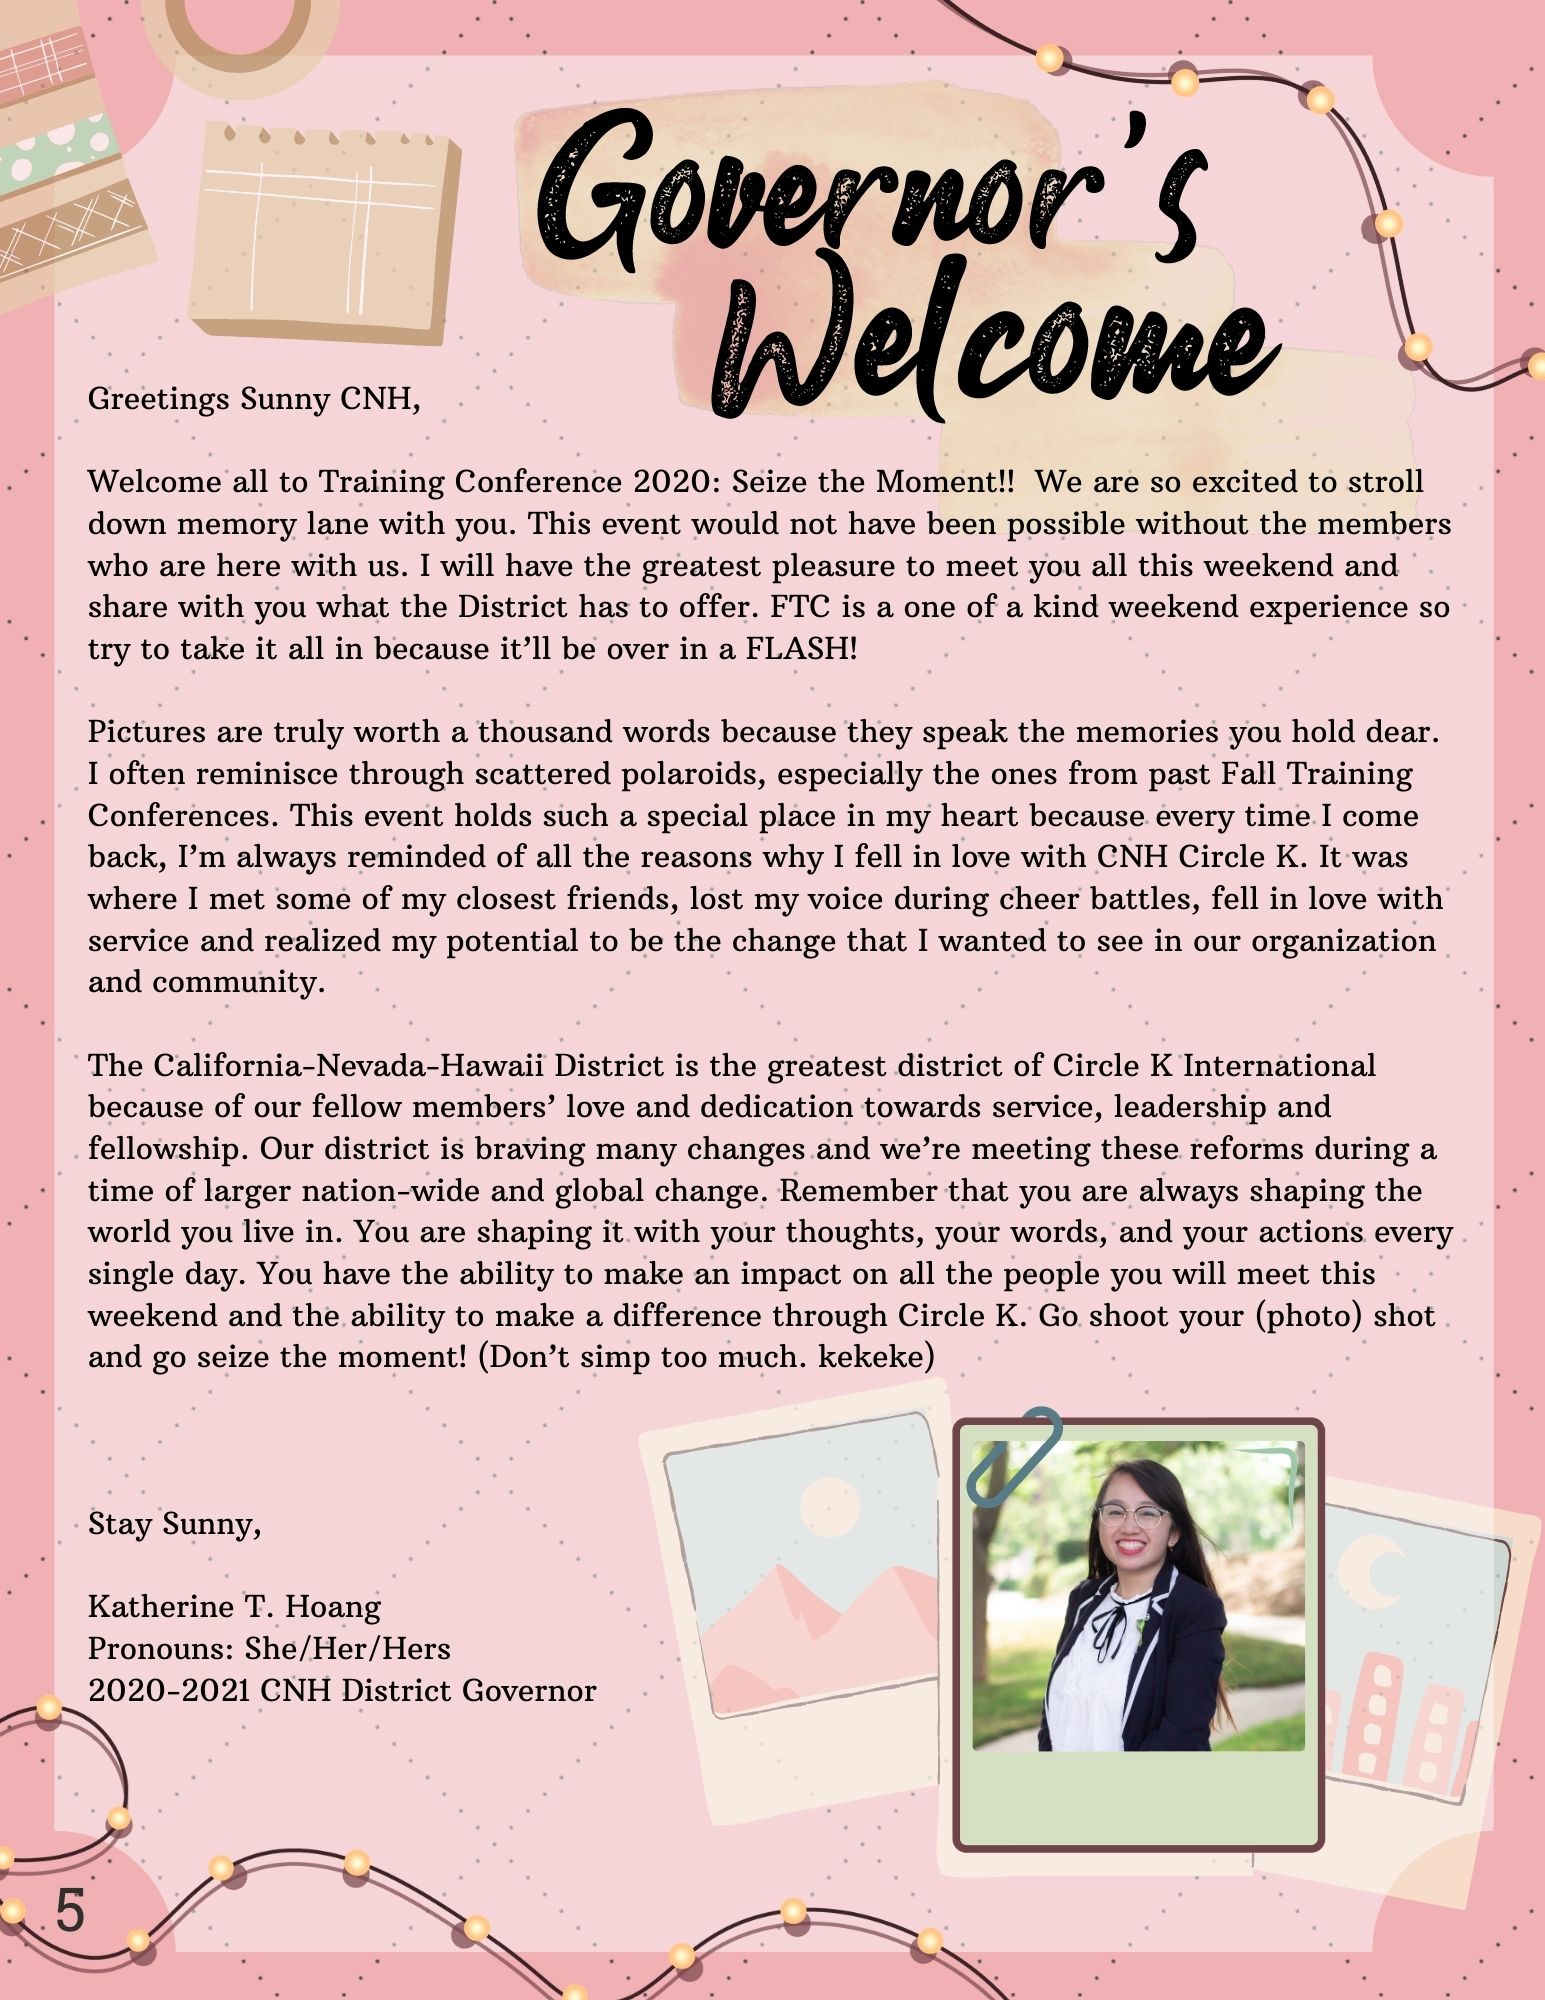 Governor's
Welcome
Greetings Sunny CNH,
Welcome all to Training Conference 2020: Seize the Moment!!  We are so excited to stroll
down memory lane with you. This event would not have been possible without the members
who are here with us. I will have the greatest pleasure to meet you all this weekend and
share with you what the District has to offer. FTC is a one of a kind weekend experience so
try to take it all in because it’ll be over in a FLASH!
Pictures are truly worth a thousand words because they speak the memories you hold dear.
I often reminisce through scattered polaroids, especially the ones from past Fall Training
Conferences. This event holds such a special place in my heart because every time I come
back, I’m always reminded of all the reasons why I fell in love with CNH Circle K. It was
where I met some of my closest friends, lost my voice during cheer battles, fell in love with
service and realized my potential to be the change that I wanted to see in our organization
and community.
The California-Nevada-Hawaii District is the greatest district of Circle K International
because of our fellow members’ love and dedication towards service, leadership and
fellowship. Our district is braving many changes and we’re meeting these reforms during a
time of larger nation-wide and global change. Remember that you are always shaping the
world you live in. You are shaping it with your thoughts, your words, and your actions every
single day. You have the ability to make an impact on all the people you will meet this
weekend and the ability to make a difference through Circle K. Go shoot your (photo) shot
and go seize the moment! (Don’t simp too much. kekeke)
Stay Sunny,
Katherine T. Hoang
Pronouns: She/Her/Hers
2020-2021 CNH District Governor
5